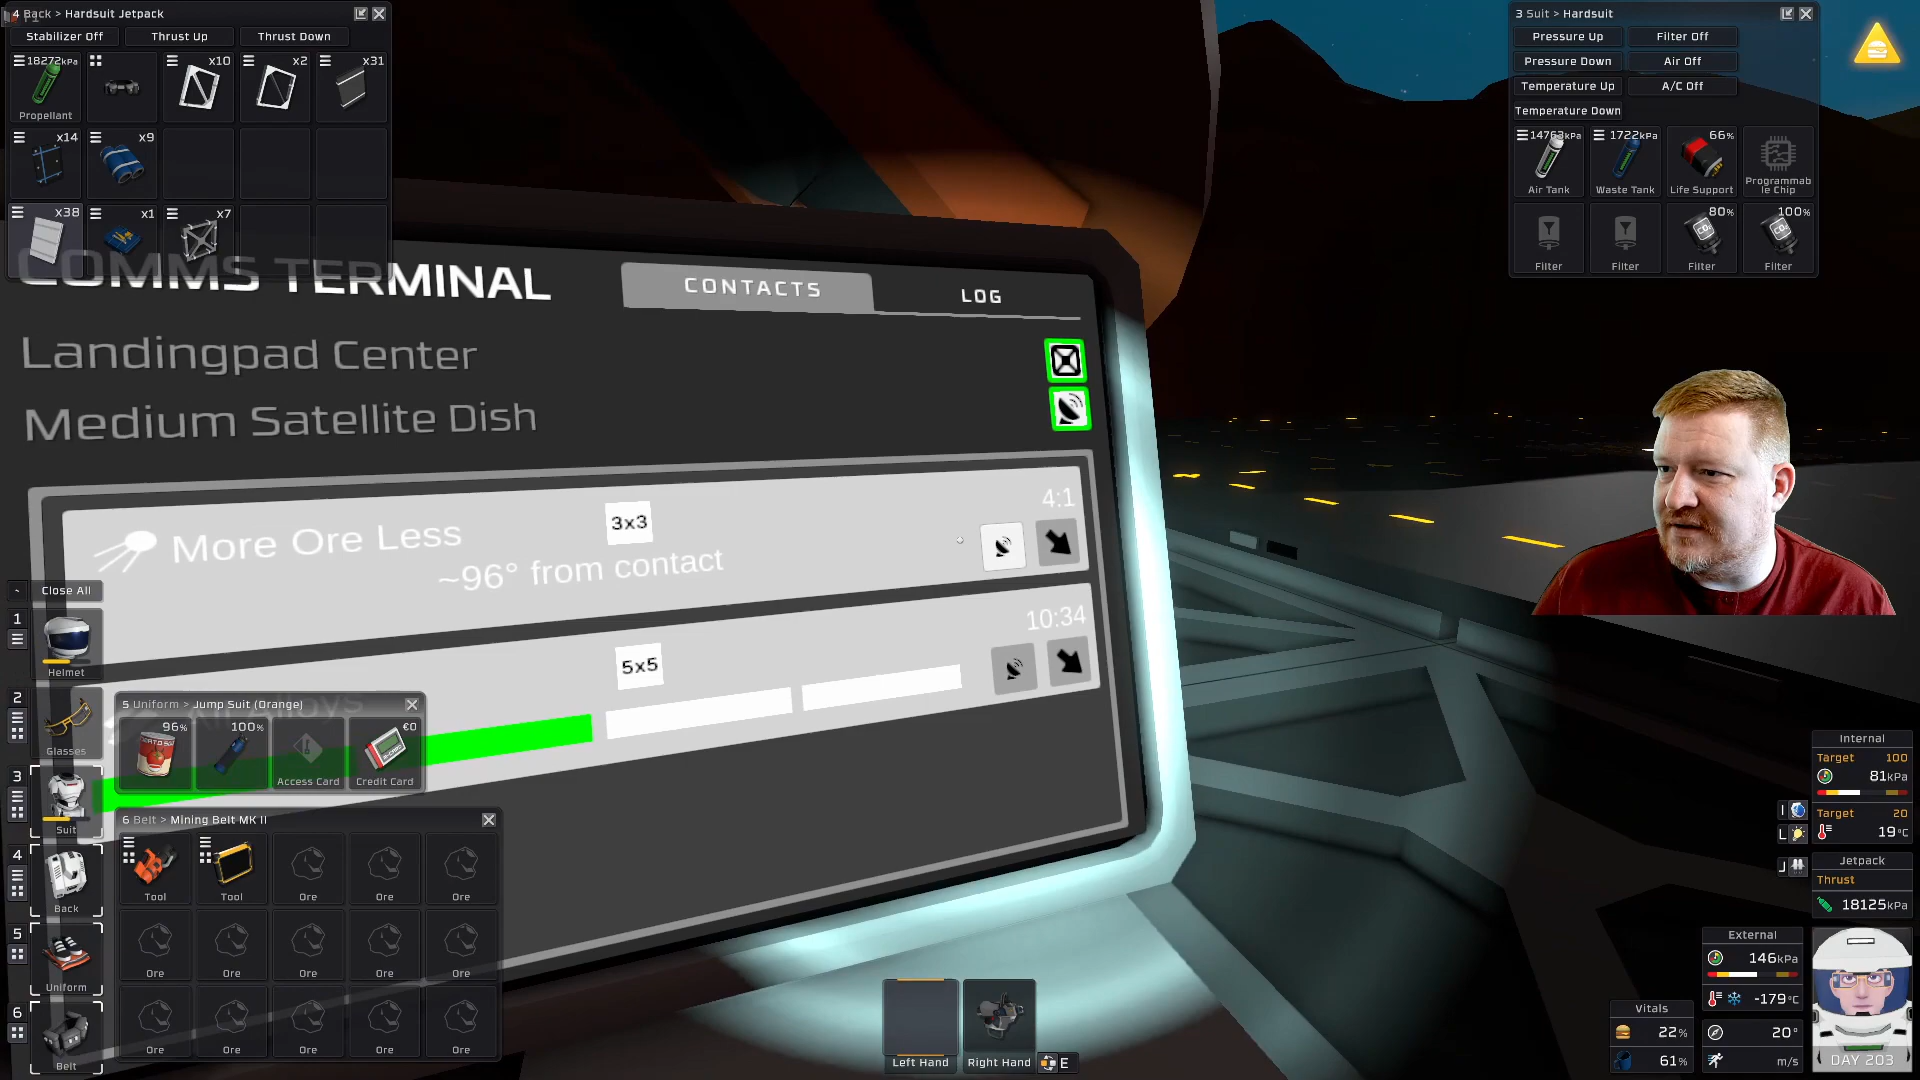 4 Back > Hardsuit Jetpack
Stabilizer Off
Thrust Up
Thrust Down
18272kPa
x10
x2
x31
Propellant
x14
x9
x38
x1
x7
3 Suit > Hardsuit
Pressure Up
Filter Off
Pressure Down
Air Off
Temperature Up
A/C Off
Temperature Down
14763kPa
1722kPa
66%
Air Tank
Waste Tank
Life Support
Programmab
le Chip
80%
100%
Filter
Filter
Filter
Filter
COMMS TERMINAL
CONTACTS
LOG
Landingpad Center
Medium Satellite Dish
More Ore Less
3x3
4:1
~96° from contact
5x5
10:34
~
Close All
1
Helmet
2
Glasses
3
Suit
4
Back
5
Uniform
6
Belt
5 Uniform > Jump Suit (Orange)
96%
100%
€0
Access Card
Credit Card
6 Belt > Mining Belt MK II
Tool
Tool
Ore
Ore
Ore
Ore
Ore
Ore
Ore
Ore
Ore
Ore
Ore
Ore
Ore
Left Hand
Right Hand
E
Internal
Target 100
81kPa
Target 20
19°C
I
L
J
Jetpack
Thrust
18125kPa
External
146kPa
-179°C
Vitals
22%
61%
20°
m/s
DAY 203